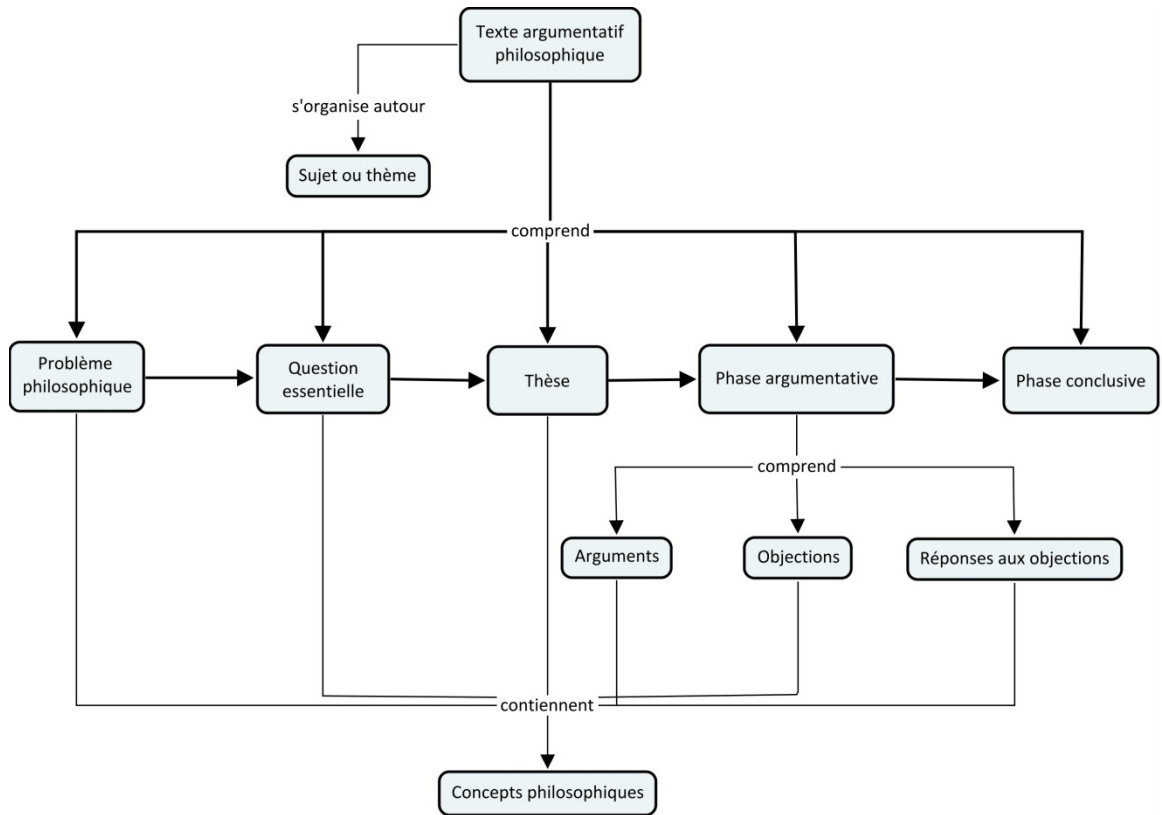 Texte argumentatif
philosophique
s'organise autour
Sujet ou thème
comprend
Problème
philosophique
Question
essentielle
Thèse
Phase argumentative
Phase conclusive
comprend
Arguments
Objections
Réponses aux objections
contiennent
Concepts philosophiques